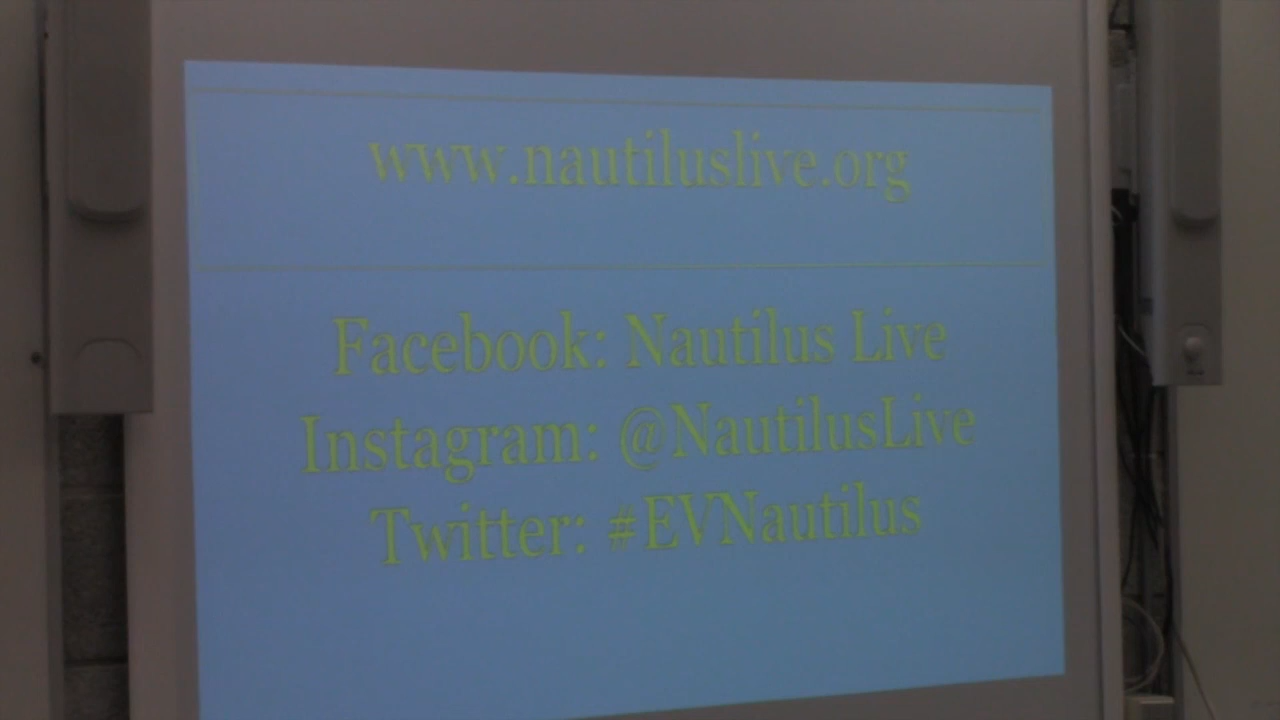 www.nautiluslive.org
Facebook: Nautilus Live
Instagram: @NautilusLive
Twitter: #EVNautilus